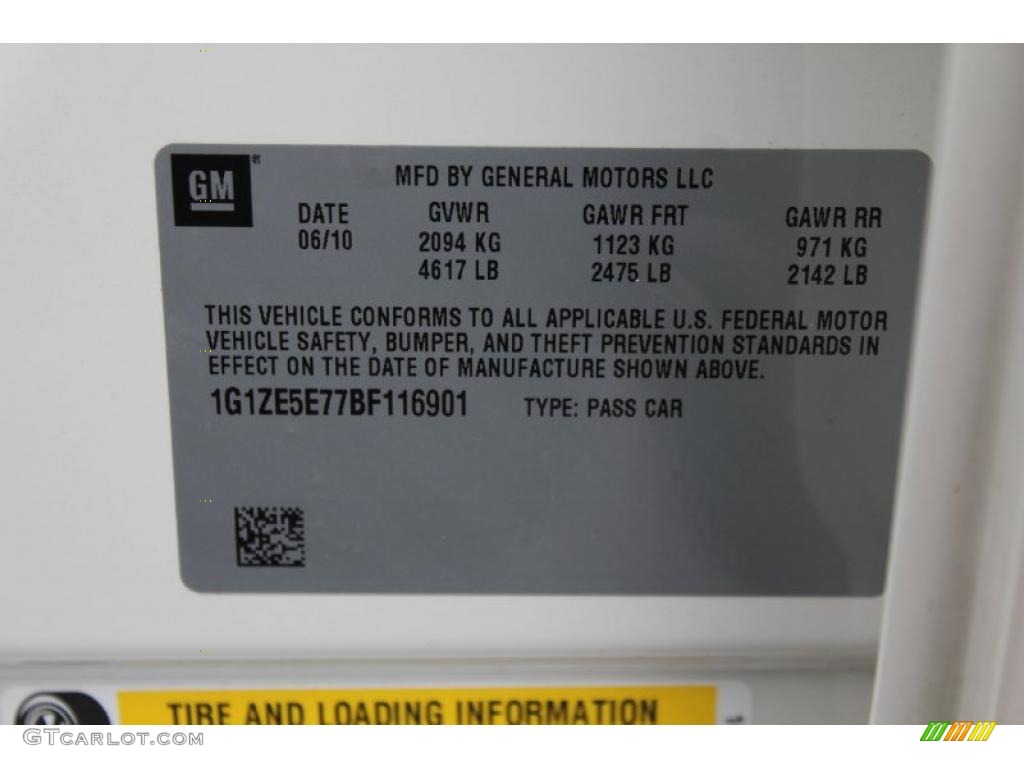 GM®
MFD BY GENERAL MOTORS LLC
DATE GVWR GAWR FRT GAWR RR
06/10 2094 KG 1123 KG 971 KG
4617 LB 2475 LB 2142 LB
THIS VEHICLE CONFORMS TO ALL APPLICABLE U.S. FEDERAL MOTOR
VEHICLE SAFETY, BUMPER, AND THEFT PREVENTION STANDARDS IN
EFFECT ON THE DATE OF MANUFACTURE SHOWN ABOVE.
1G1ZE5E77BF116901 TYPE: PASS CAR
TIRE AND LOADING INFORMATION
GTCARLOT.COM